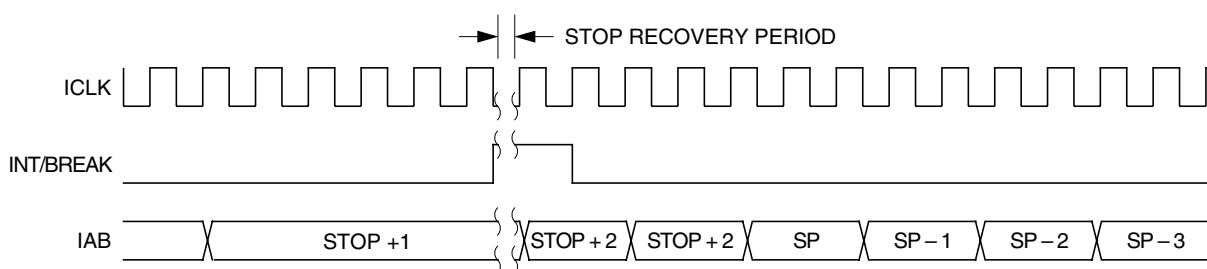 STOP RECOVERY PERIOD
ICLK
INT/BREAK
IAB STOP +1 STOP + 2 STOP + 2 SP SP – 1 SP – 2 SP – 3